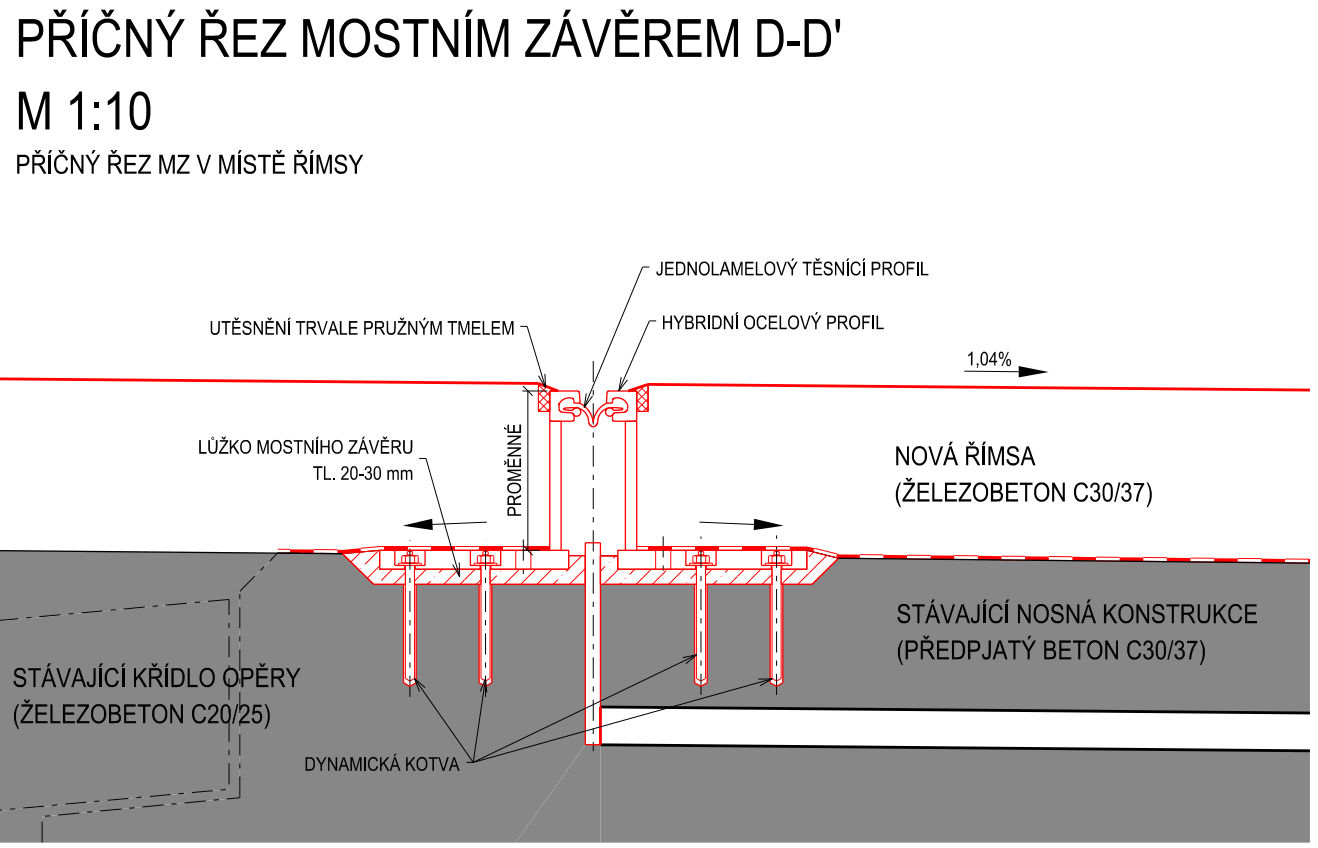 PŘÍČNÝ ŘEZ MOSTNÍM ZÁVĚREM D-D'
M 1:10
PŘÍČNÝ ŘEZ MZ V MÍSTĚ ŘÍMSY
JEDNOLAMELOVÝ TĚSNÍCÍ PROFIL
UTĚSNĚNÍ TRVALE PRUŽNÝM TMELEM
HYBRIDNÍ OCELOVÝ PROFIL
1,04%
LŮŽKO MOSTNÍHO ZÁVĚRU
TL. 20-30 mm
PROMĚNNÉ
NOVÁ ŘÍMSA
(ŽELEZOBETON C30/37)
STÁVAJÍCÍ NOSNÁ KONSTRUKCE
(PŘEDPJATÝ BETON C30/37)
STÁVAJÍCÍ KŘÍDLO OPĚRY
(ŽELEZOBETON C20/25)
DYNAMICKÁ KOTVA